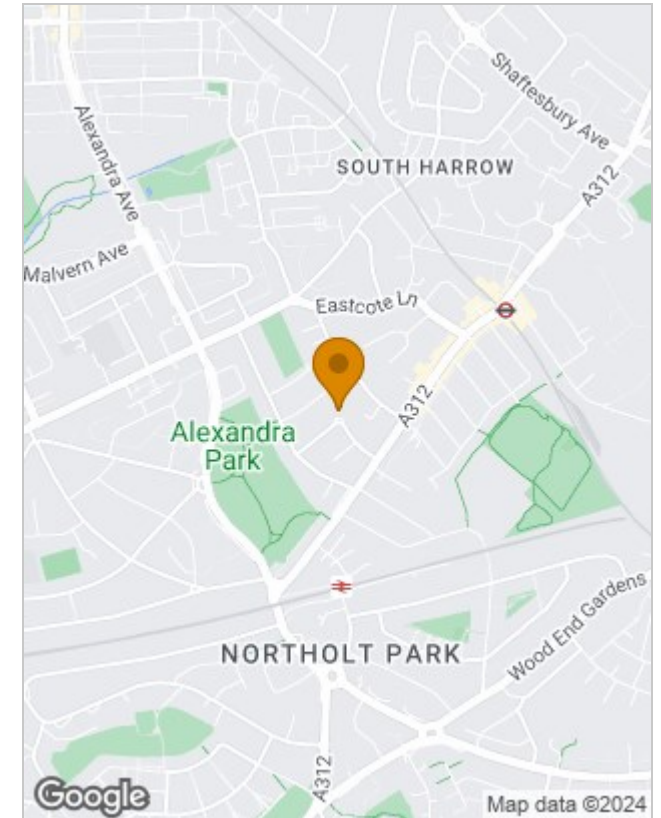 Alexandra Ave
Shaftesbury Ave
SOUTH HARROW
A312
Malvern Ave
Eastcote Ln
A312
Alexandra
Park
Wood End Gardens
NORTHOLT PARK
A312
Google
Map data ©2024